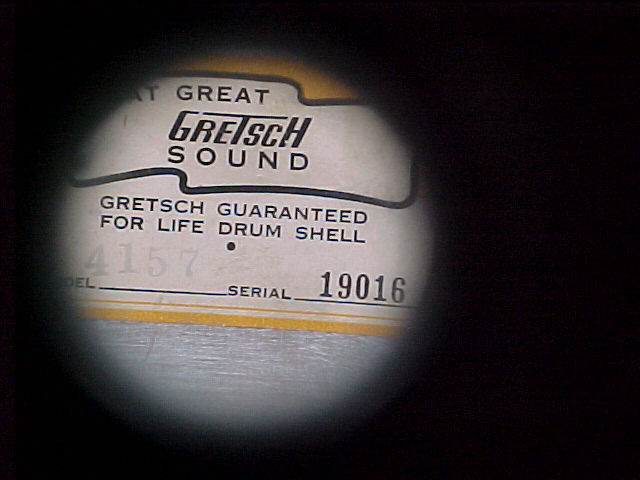 AT GREAT
GRETSCH
SOUND
GRETSCH GUARANTEED
FOR LIFE DRUM SHELL
4157
DEL SERIAL 19016